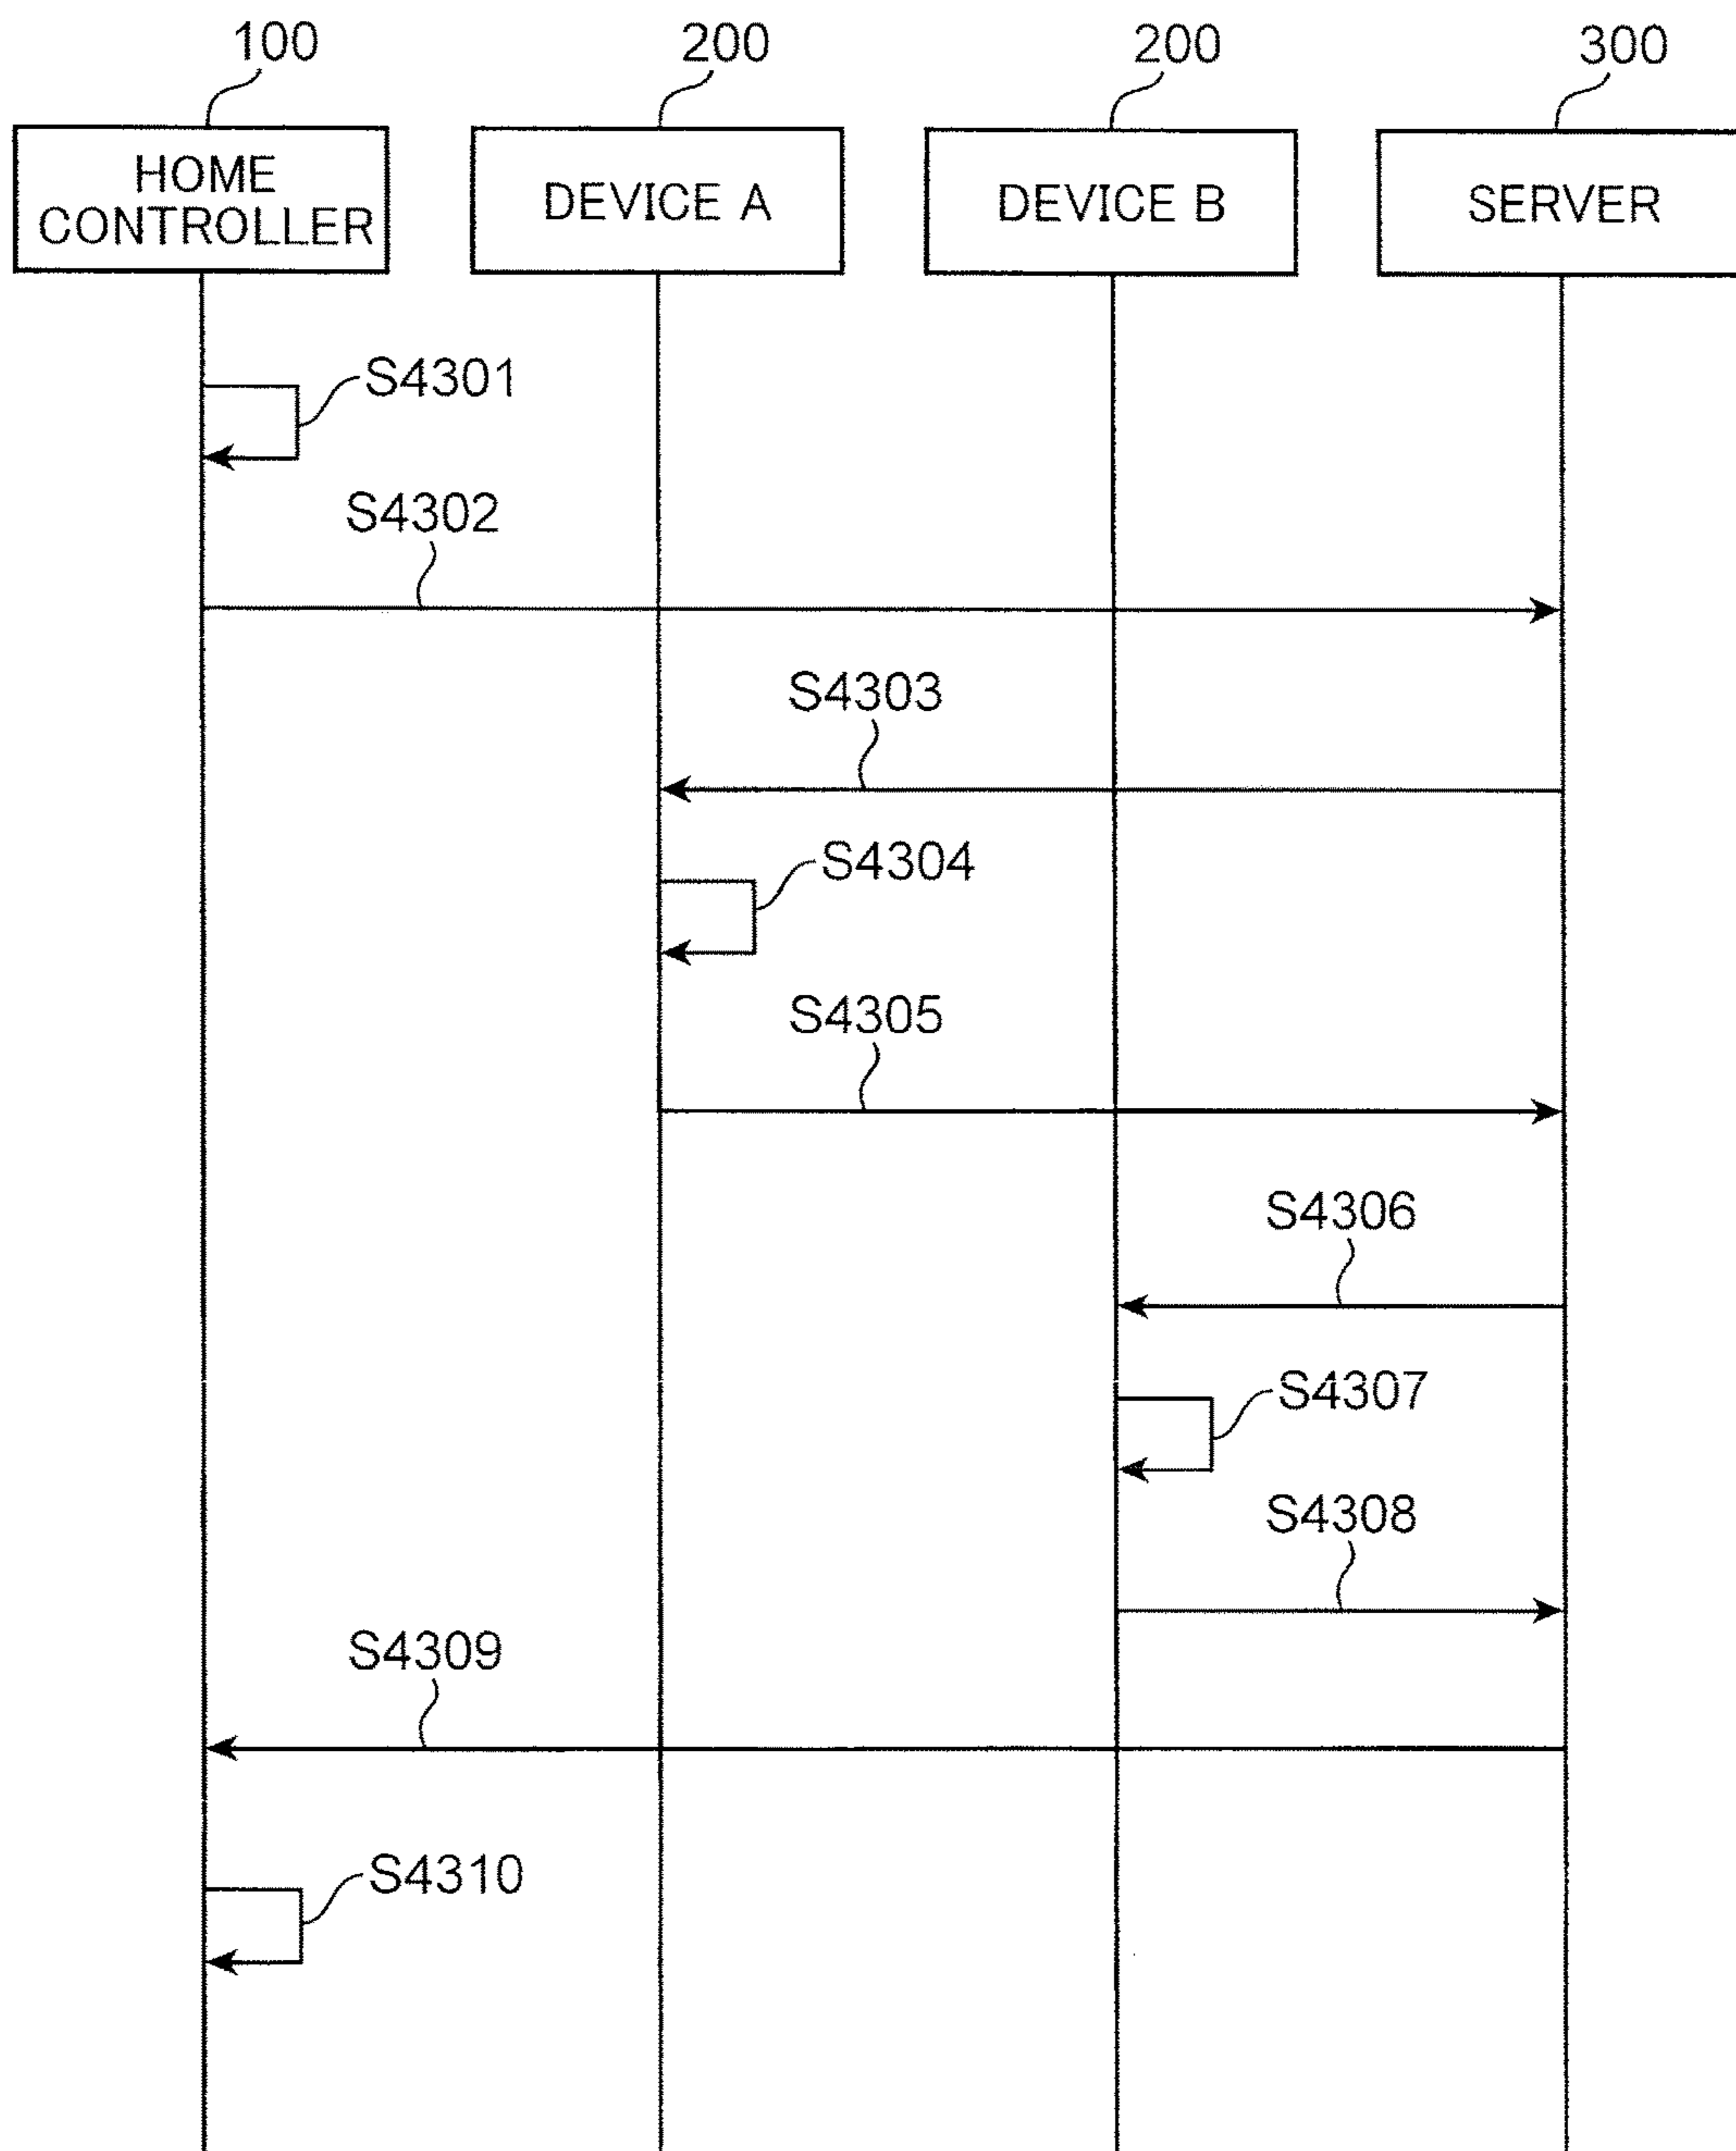 100
200
200
300
HOME
CONTROLLER
DEVICE A
DEVICE B
SERVER
S4301
S4302
S4303
S4304
S4305
S4306
S4307
S4308
S4309
S4310